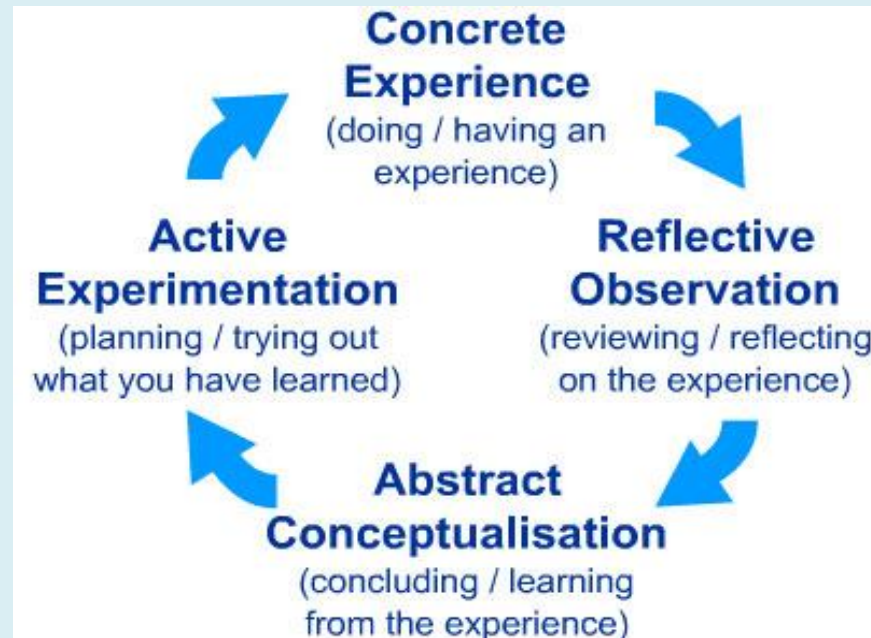 Concrete
Experience
(doing / having an
experience)
Reflective
Observation
(reviewing / reflecting
on the experience)
Abstract
Conceptualisation
(concluding / learning
from the experience)
Active
Experimentation
(planning / trying out
what you have learned)